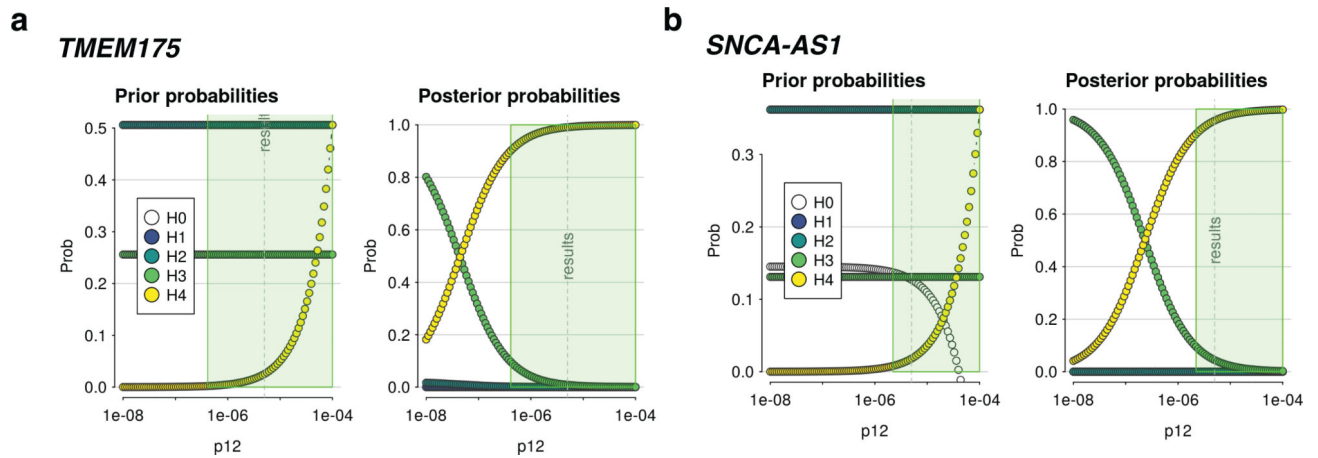 a
TMEM175
Prior probabilities
Prob
0.5
0.4
0.3
0.2
0.1
0.0
H0
H1
H2
H3
H4
1e-08
1e-06
1e-04
p12
Posterior probabilities
Prob
1.0
0.8
0.6
0.4
0.2
0.0
results
1e-08
1e-06
1e-04
p12
b
SNCA-AS1
Prior probabilities
Prob
0.3
0.2
0.1
0.0
H0
H1
H2
H3
H4
1e-08
1e-06
1e-04
p12
Posterior probabilities
Prob
1.0
0.8
0.6
0.4
0.2
0.0
results
1e-08
1e-06
1e-04
p12